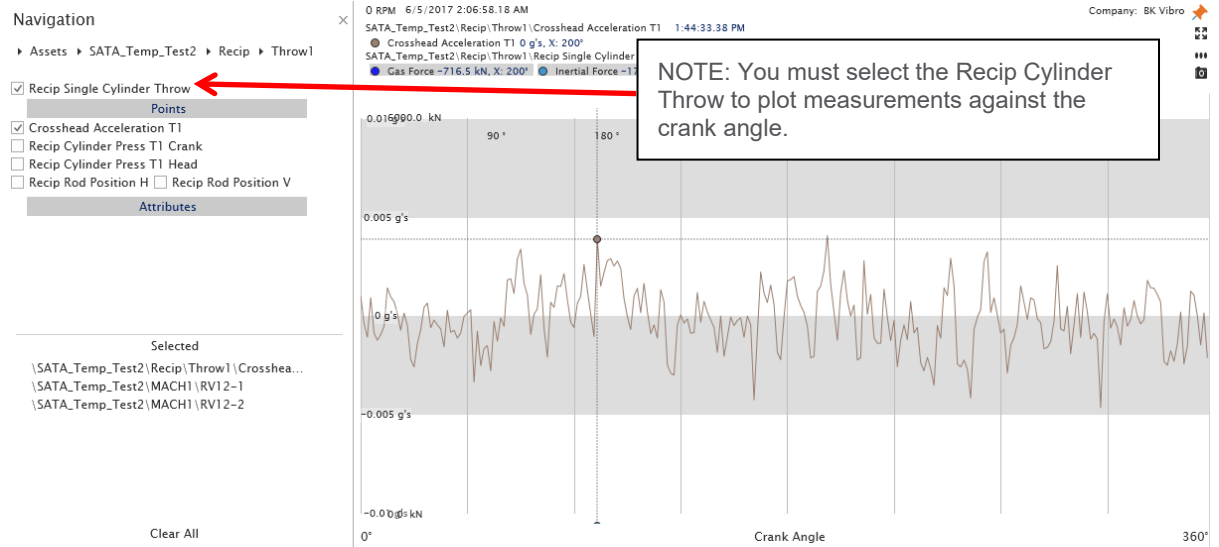 Navigation
×
Assets SATA_Temp_Test2 Recip Throw1
Recip Single Cylinder Throw
Points
Crosshead Acceleration T1
Recip Cylinder Press T1 Crank
Recip Cylinder Press T1 Head
Recip Rod Position H Recip Rod Position V
Attributes
Selected
\SATA_Temp_Test2\Recip\Throw1\Crosshea...
\SATA_Temp_Test2\MACH1\RV12-1
\SATA_Temp_Test2\MACH1\RV12-2
Clear All
0 RPM 6/5/2017 2:06:58.18 AM
Company: BK Vibro
SATA_Temp_Test2\Recip\Throw1\Crosshead Acceleration T1 1:44:33.38 PM
Crosshead Acceleration T1 0 g's, X: 200°
SATA_Temp_Test2\Recip\Throw1\Recip Single Cylinder
Gas Force -716.5 kN, X: 200° Inertial Force
NOTE: You must select the Recip Cylinder
Throw to plot measurements against the
crank angle.
90 °
180 °
0.005 g's
0 g's
-0.005 g's
kN
0°
Crank Angle
360°